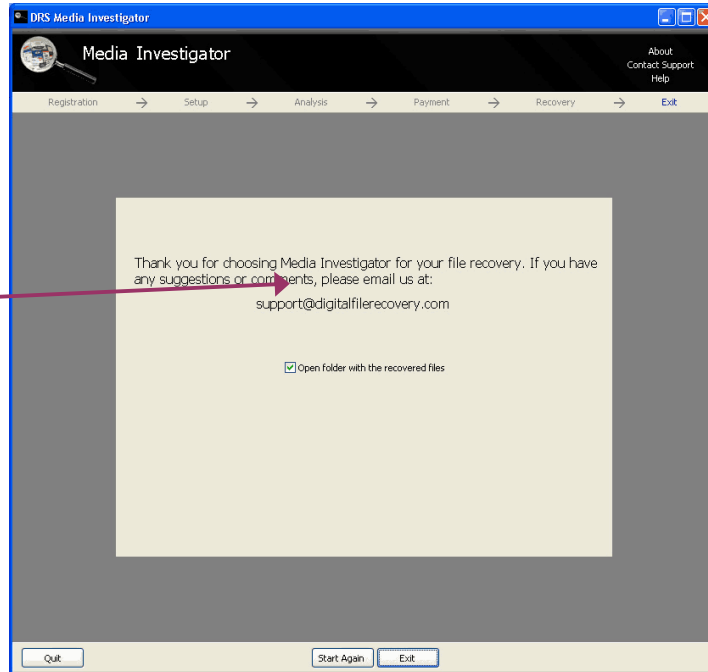 DRS Media Investigator
Media Investigator
About
Contact Support
Help
Registration → Setup → Analysis → Payment → Recovery → Exit
Thank you for choosing Media Investigator for your file recovery. If you have
any suggestions or comments, please email us at:
support@digitalfilerecovery.com
Open folder with the recovered files
Quit Start Again Exit